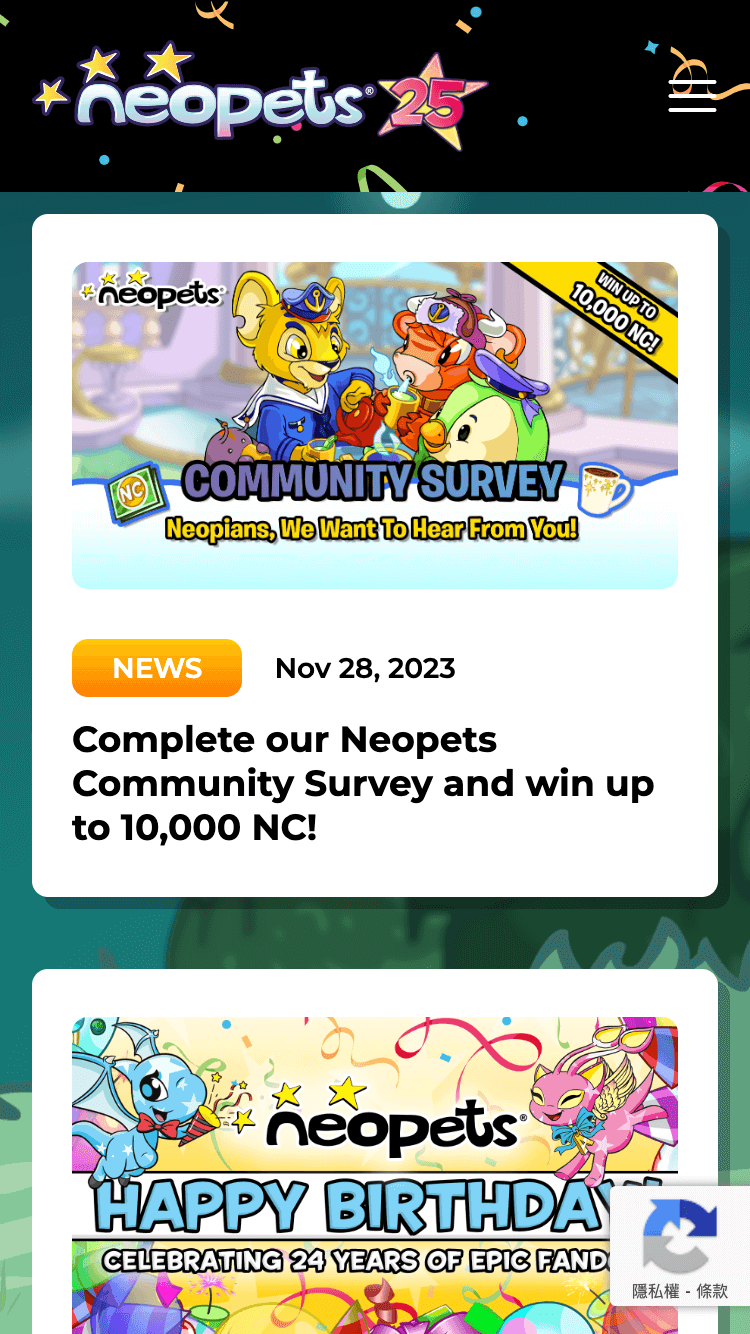 neopets® 25
neopets
WIN UP TO
10,000 NC!
NC
COMMUNITY SURVEY
Neopians, We Want To Hear From You!
NEWS
Nov 28, 2023
Complete our Neopets
Community Survey and win up
to 10,000 NC!
neopets®
HAPPY BIRTHDAY
CELEBRATING 24 YEARS OF EPIC
隱私權 - 條款